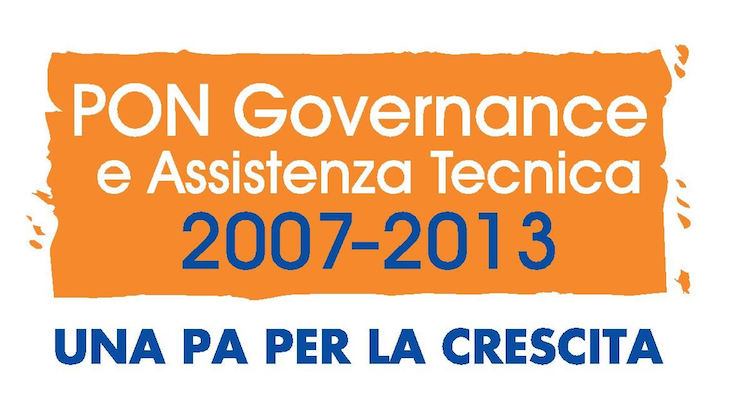 PON Governance
e Assistenza Tecnica
2007-2013
UNA PA PER LA CRESCITA